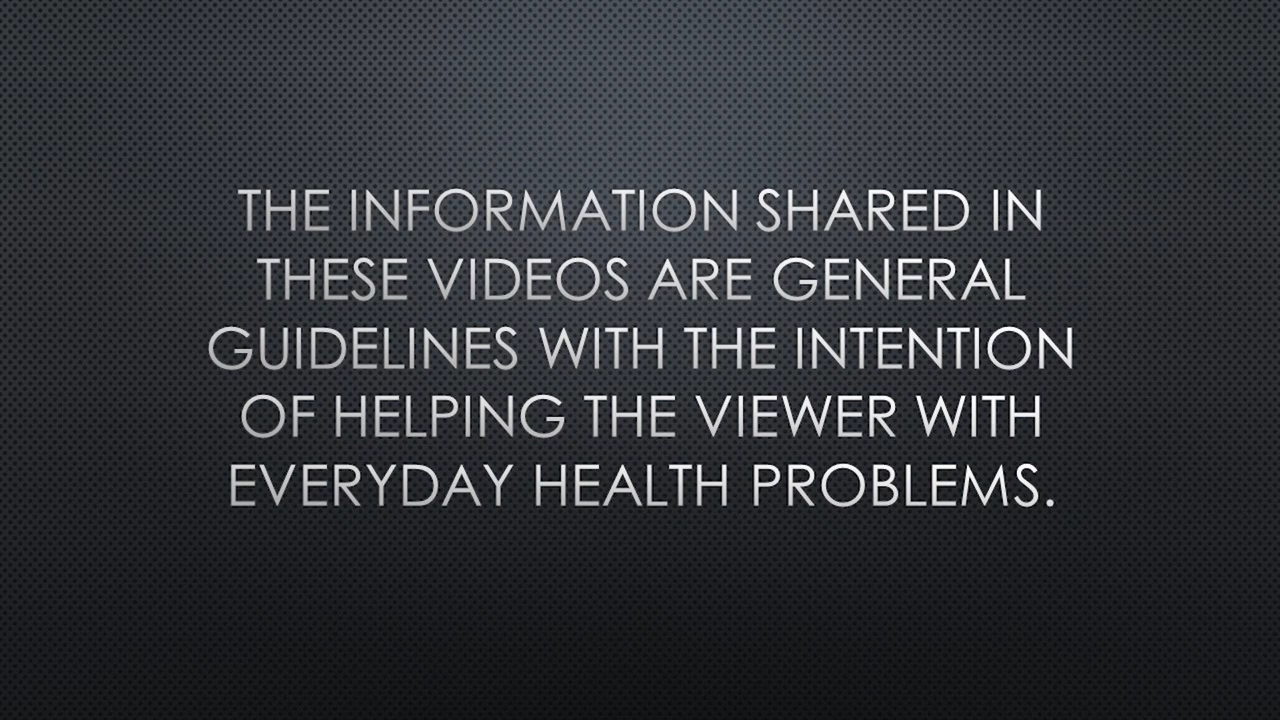 THE INFORMATION SHARED IN
THESE VIDEOS ARE GENERAL
GUIDELINES WITH THE INTENTION
OF HELPING THE VIEWER WITH
EVERYDAY HEALTH PROBLEMS.